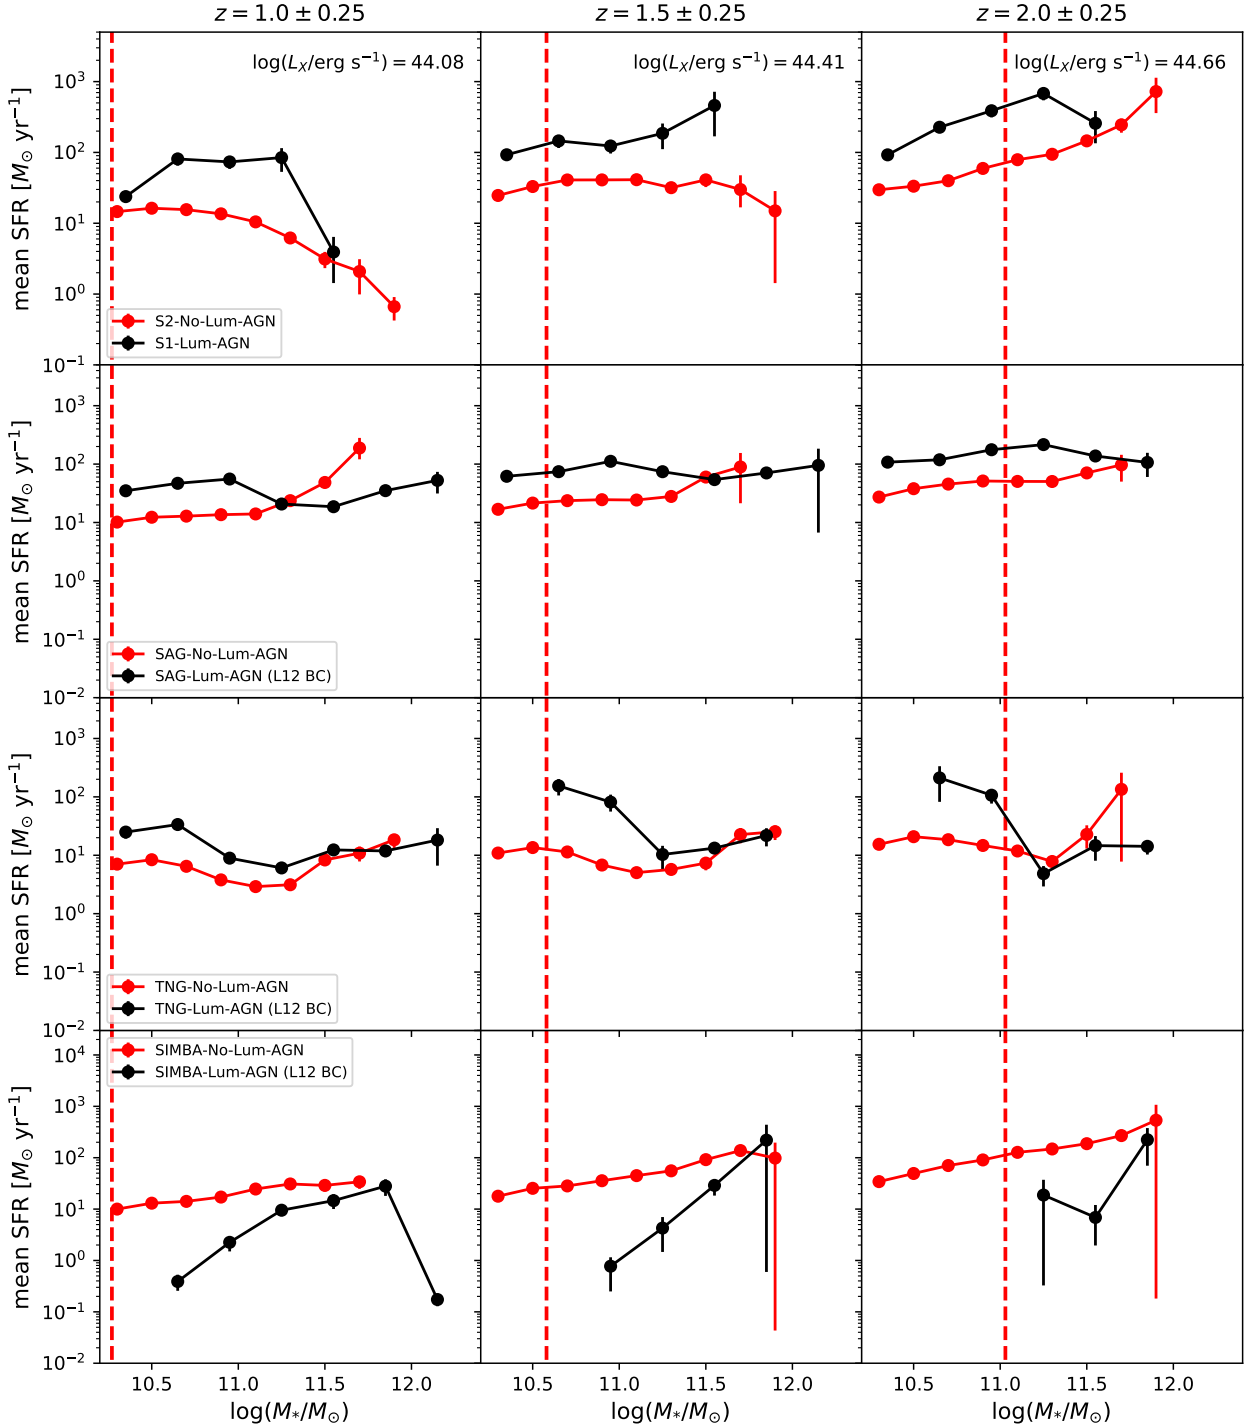 z = 1.0 ± 0.25
z = 1.5 ± 0.25
z = 2.0 ± 0.25
log(L_X/erg s⁻¹) = 44.08
log(L_X/erg s⁻¹) = 44.41
log(L_X/erg s⁻¹) = 44.66
mean SFR [M_⊙ yr⁻¹]
10³
10²
10¹
10⁰
10⁻¹
S2-No-Lum-AGN
S1-Lum-AGN
mean SFR [M_⊙ yr⁻¹]
10³
10²
10¹
10⁰
10⁻¹
10⁻²
SAG-No-Lum-AGN
SAG-Lum-AGN (L12 BC)
mean SFR [M_⊙ yr⁻¹]
10³
10²
10¹
10⁰
10⁻¹
10⁻²
TNG-No-Lum-AGN
TNG-Lum-AGN (L12 BC)
SIMBA-No-Lum-AGN
SIMBA-Lum-AGN (L12 BC)
mean SFR [M_⊙ yr⁻¹]
10⁴
10³
10²
10¹
10⁰
10⁻¹
10⁻²
10.5 11.0 11.5 12.0
10.5 11.0 11.5 12.0
10.5 11.0 11.5 12.0
log(M_*/M_⊙)
log(M_*/M_⊙)
log(M_*/M_⊙)